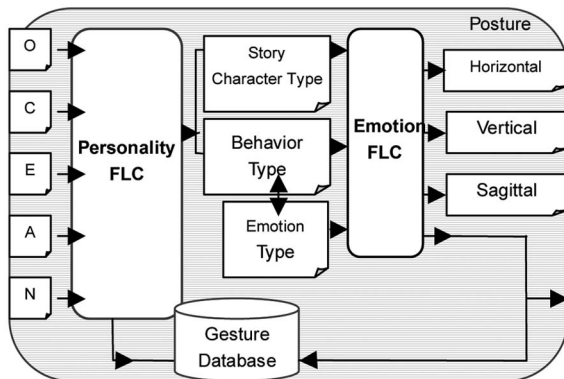 Posture
O
C
E
A
N
Personality
FLC
Story
Character Type
Behavior
Type
Emotion
Type
Emotion
FLC
Horizontal
Vertical
Sagittal
Gesture
Database